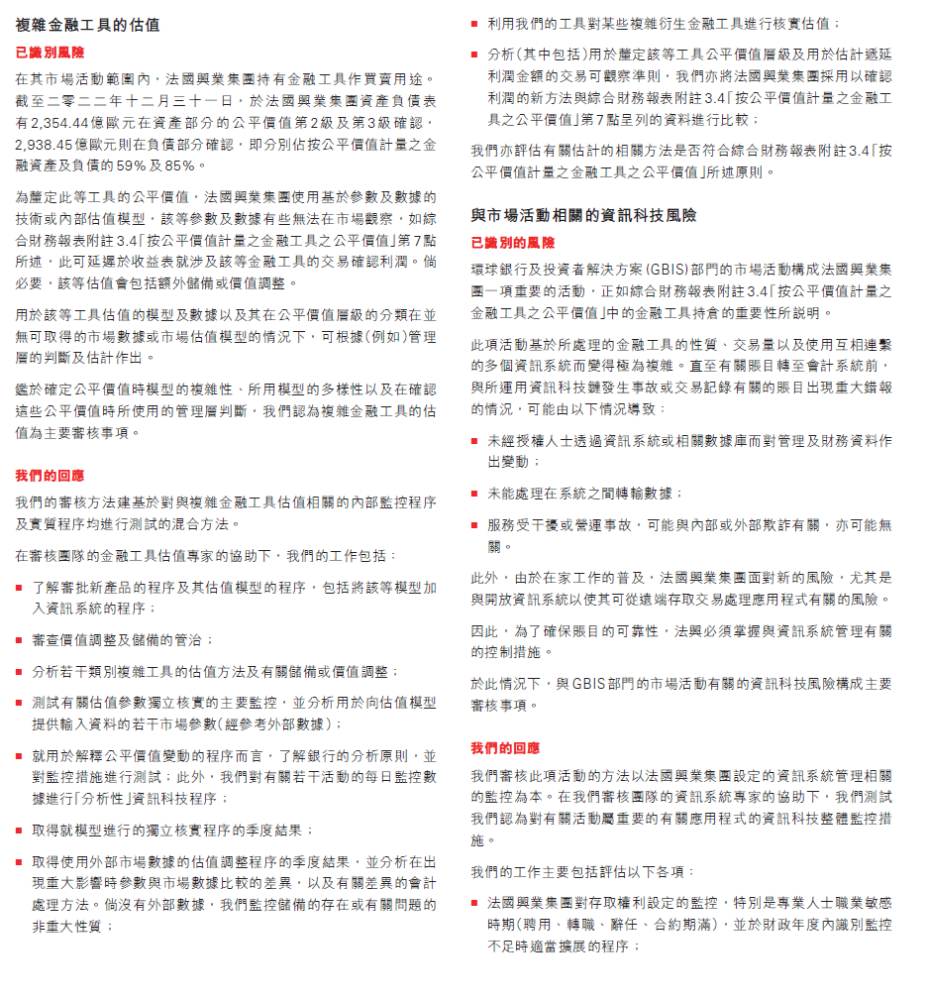 複雜金融工具的估值
已識別風險
在其市場活動範圍內，法國興業集團持有金融工具作買賣用途。
截至二零二二年十二月三十一日，於法國興業集團資產負債表
有2,354.44億歐元在資產部分的公平價值第2級及第3級確認，
2,938.45億歐元則在負債部分確認，即分別佔按公平價值計量之金
融資產及負債的59%及85%。
為釐定此等工具的公平價值，法國興業集團使用基於參數及數據的
技術或內部估值模型，該等參數及數據有些無法在市場觀察，如綜
合財務報表附註3.4「按公平價值計量之金融工具之公平價值」第7點
所述，此可延遲於收益表就涉及該等金融工具的交易確認利潤。倘
必要，該等估值會包括額外儲備或價值調整。
用於該等工具估值的模型及數據以及其在公平價值層級的分類在並
無可取得的市場數據或市場估值模型的情況下，可根據(例如)管理
層的判斷及估計作出。
鑑於確定公平價值時模型的複雜性、所用模型的多樣性以及在確認
這些公平價值時所使用的管理層判斷，我們認為複雜金融工具的估
值為主要審核事項。
我們的回應
我們的審核方法建基於對與複雜金融工具估值相關的內部監控程序
及實質程序均進行測試的混合方法。
在審核團隊的金融工具估值專家的協助下，我們的工作包括：
■ 了解審批新產品的程序及其估值模型的程序，包括將該等模型加
入資訊系統的程序；
■ 審查價值調整及儲備的管治；
■ 分析若干類別複雜工具的估值方法及有關儲備或價值調整；
■ 測試有關估值參數獨立核實的主要監控，並分析用於向估值模型
提供輸入資料的若干市場參數(經參考外部數據)；
■ 就用於解釋公平價值變動的程序而言，了解銀行的分析原則，並
對監控措施進行測試；此外，我們對有關若干活動的每日監控數
據進行「分析性」資訊科技程序；
■ 取得就模型進行的獨立核實程序的季度結果；
■ 取得使用外部市場數據的估值調整程序的季度結果，並分析在出
現重大影響時參數與市場數據比較的差異，以及有關差異的會計
處理方法。倘沒有外部數據，我們監控儲備的存在或有關問題的
非重大性質；
■ 利用我們的工具對某些複雜衍生金融工具進行核實估值；
■ 分析(其中包括)用於釐定該等工具公平價值層級及用於估計遞延
利潤金額的交易可觀察準則，我們亦將法國興業集團採用以確認
利潤的新方法與綜合財務報表附註3.4「按公平價值計量之金融工
具之公平價值」第7點呈列的資料進行比較；
我們亦評估有關估計的相關方法是否符合綜合財務報表附註3.4「按
公平價值計量之金融工具之公平價值」所述原則。
與市場活動相關的資訊科技風險
已識別的風險
環球銀行及投資者解決方案(GBIS)部門的市場活動構成法國興業集
團一項重要的活動，正如綜合財務報表附註3.4「按公平價值計量之
金融工具之公平價值」中的金融工具持倉的重要性所說明。
此項活動基於所處理的金融工具的性質、交易量以及使用互相連繫
的多個資訊系統而變得極為複雜。直至有關賬目轉至會計系統前，
與所運用資訊科技鏈發生事故或交易記錄有關的賬目出現重大錯報
的情況，可能由以下情況導致：
■ 未經授權人士透過資訊系統或相關數據庫而對管理及財務資料作
出變動；
■ 未能處理在系統之間轉輸數據；
■ 服務受干擾或營運事故，可能與內部或外部欺詐有關，亦可能無
關。
此外，由於在家工作的普及，法國興業集團面對新的風險，尤其是
與開放資訊系統以使其可從遠端存取交易處理應用程式有關的風險。
因此，為了確保賬目的可靠性，法興必須掌握與資訊系統管理有關
的控制措施。
於此情況下，與GBIS部門的市場活動有關的資訊科技風險構成主要
審核事項。
我們的回應
我們審核此項活動的方法以法國興業集團設定的資訊系統管理相關
的監控為本。在我們審核團隊的資訊系統專家的協助下，我們測試
我們認為對有關活動屬重要的有關應用程式的資訊科技整體監控措
施。
我們的工作主要包括評估以下各項：
■ 法國興業集團對存取權利設定的監控，特別是專業人士職業敏感
時期(聘用、轉職、辭任、合約期滿)，並於財政年度內識別監控
不足時適當擴展的程序；